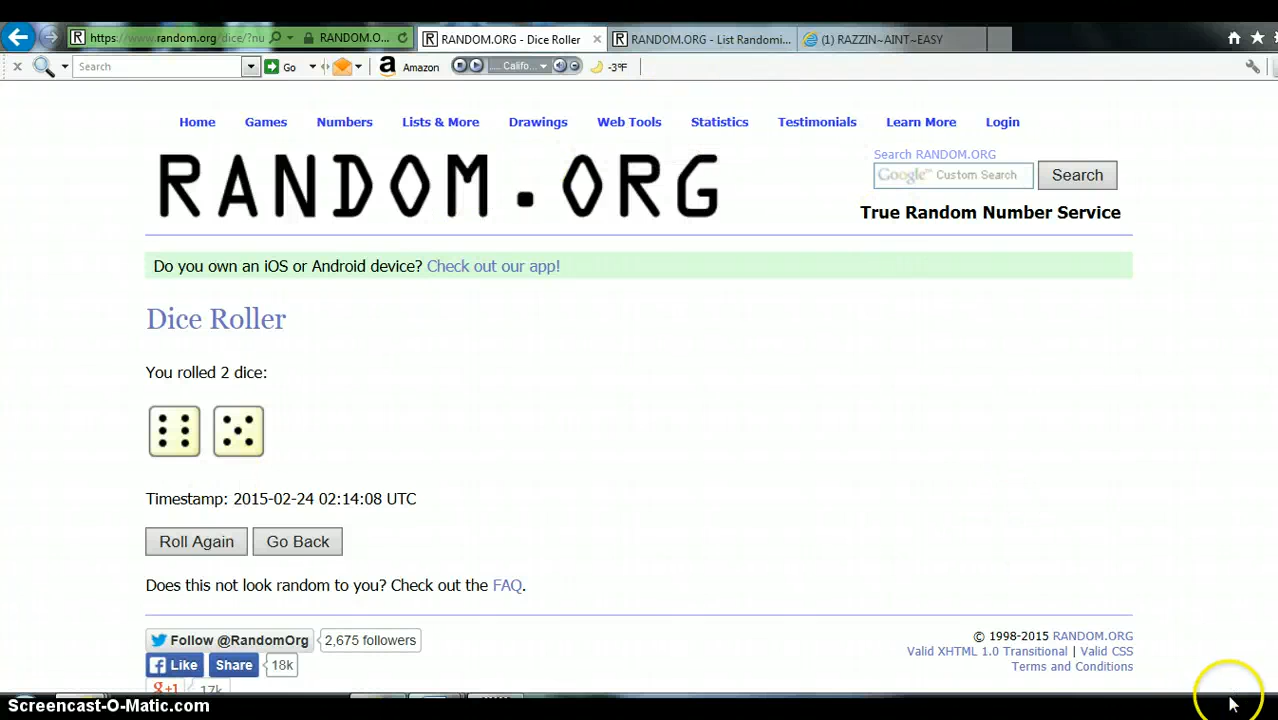 https://www.random.org/dice/?nu RANDOM.O... RANDOM.ORG - Dice Roller RANDOM.ORG - List Randomi... (1) RAZZIN~AINT~EASY
Search Go Amazon .... Califo... -3°F
Home Games Numbers Lists & More Drawings Web Tools Statistics Testimonials Learn More Login
RANDOM.ORG
Search RANDOM.ORG
Google™ Custom Search Search
True Random Number Service
Do you own an iOS or Android device? Check out our app!
Dice Roller
You rolled 2 dice:
Timestamp: 2015-02-24 02:14:08 UTC
Roll Again Go Back
Does this not look random to you? Check out the FAQ.
Follow @RandomOrg 2,675 followers
Like Share 18k
g+1 17k
© 1998-2015 RANDOM.ORG
Valid XHTML 1.0 Transitional | Valid CSS
Terms and Conditions
Screencast-O-Matic.com